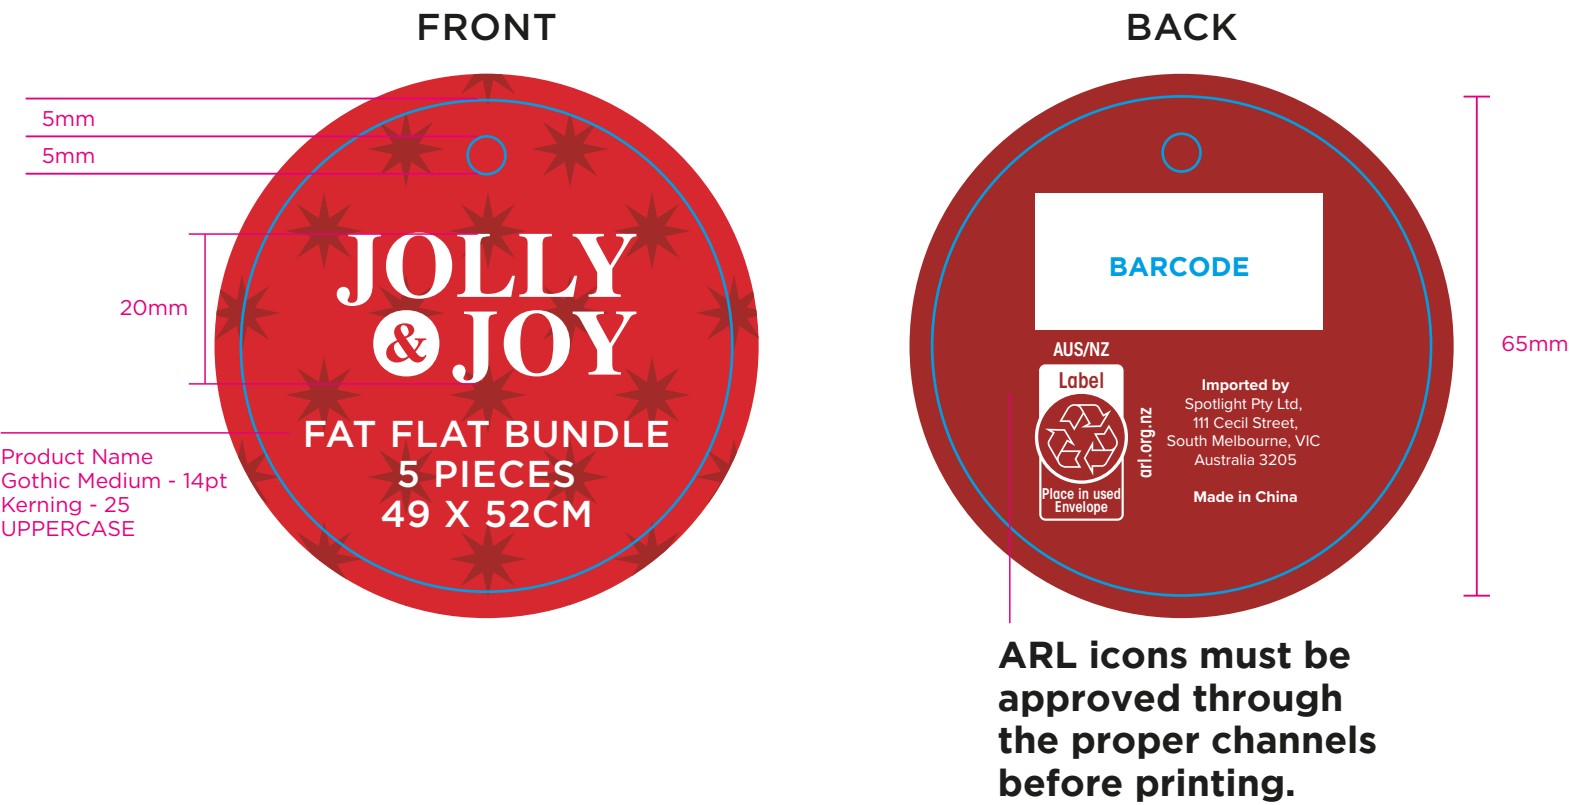 FRONT
5mm
5mm
20mm
JOLLY
& JOY
FAT FLAT BUNDLE
5 PIECES
49 X 52CM
Product Name
Gothic Medium - 14pt
Kerning - 25
UPPERCASE
BACK
BARCODE
65mm
AUS/NZ
Label
Place in used
Envelope
arl.org.nz
Imported by
Spotlight Pty Ltd,
111 Cecil Street,
South Melbourne, VIC
Australia 3205
Made in China
ARL icons must be
approved through
the proper channels
before printing.